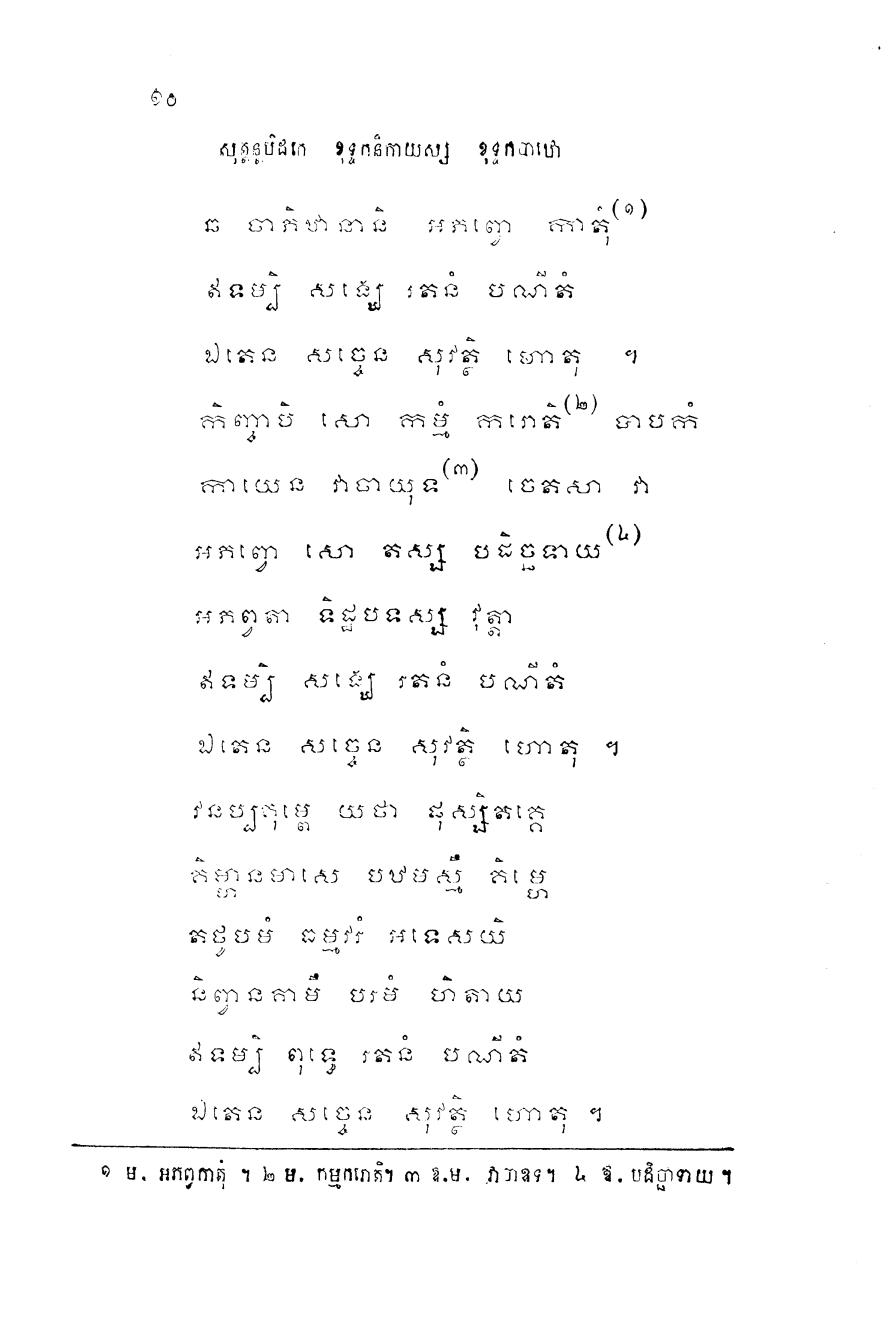 ១០
សុត្តន្តបិដកេ ខុទ្ទកនិកាយស្ស ខុទ្ទកបាឋោ
ឆ ចាភិឋានានិ អភព្វោ កាតុំ(១)
ឥទម្បិ សង្ឃេ រតនំ បណីតំ
ឯតេន សច្ចេន សុវត្ថិ ហោតុ ។
កិញ្ចាបិ សោ កម្មំ ករោតិ(២) បាបកំ
កាយេន វាចាយុទ(៣) ចេតសា វា
អភព្វោ សោ តស្ស បដិច្ឆទាយ(៤)
អភព្វតា ទិដ្ឋបទស្ស វុត្តា
ឥទម្បិ សង្ឃេ រតនំ បណីតំ
ឯតេន សច្ចេន សុវត្ថិ ហោតុ ។
វនប្បគុម្ពេ យថា ផុស្សិតគ្គេ
គិម្ហានមាសេ បឋមស្មឹ គិម្ហេ
តថូបមំ ធម្មវរំ អទេសយិ
និព្វានគាមឹ បរមំ ហិតាយ
ឥទម្បិ ពុទ្ធេ រតនំ បណីតំ
ឯតេន សច្ចេន សុវត្ថិ ហោតុ ។
១ ម. អភព្វកាតុំ ។ ២ ម. កម្មករោតិ។ ៣ ឱ.ម. វាចាឧទ។ ៤ ឱ. បដិច្ឆាទាយ ។